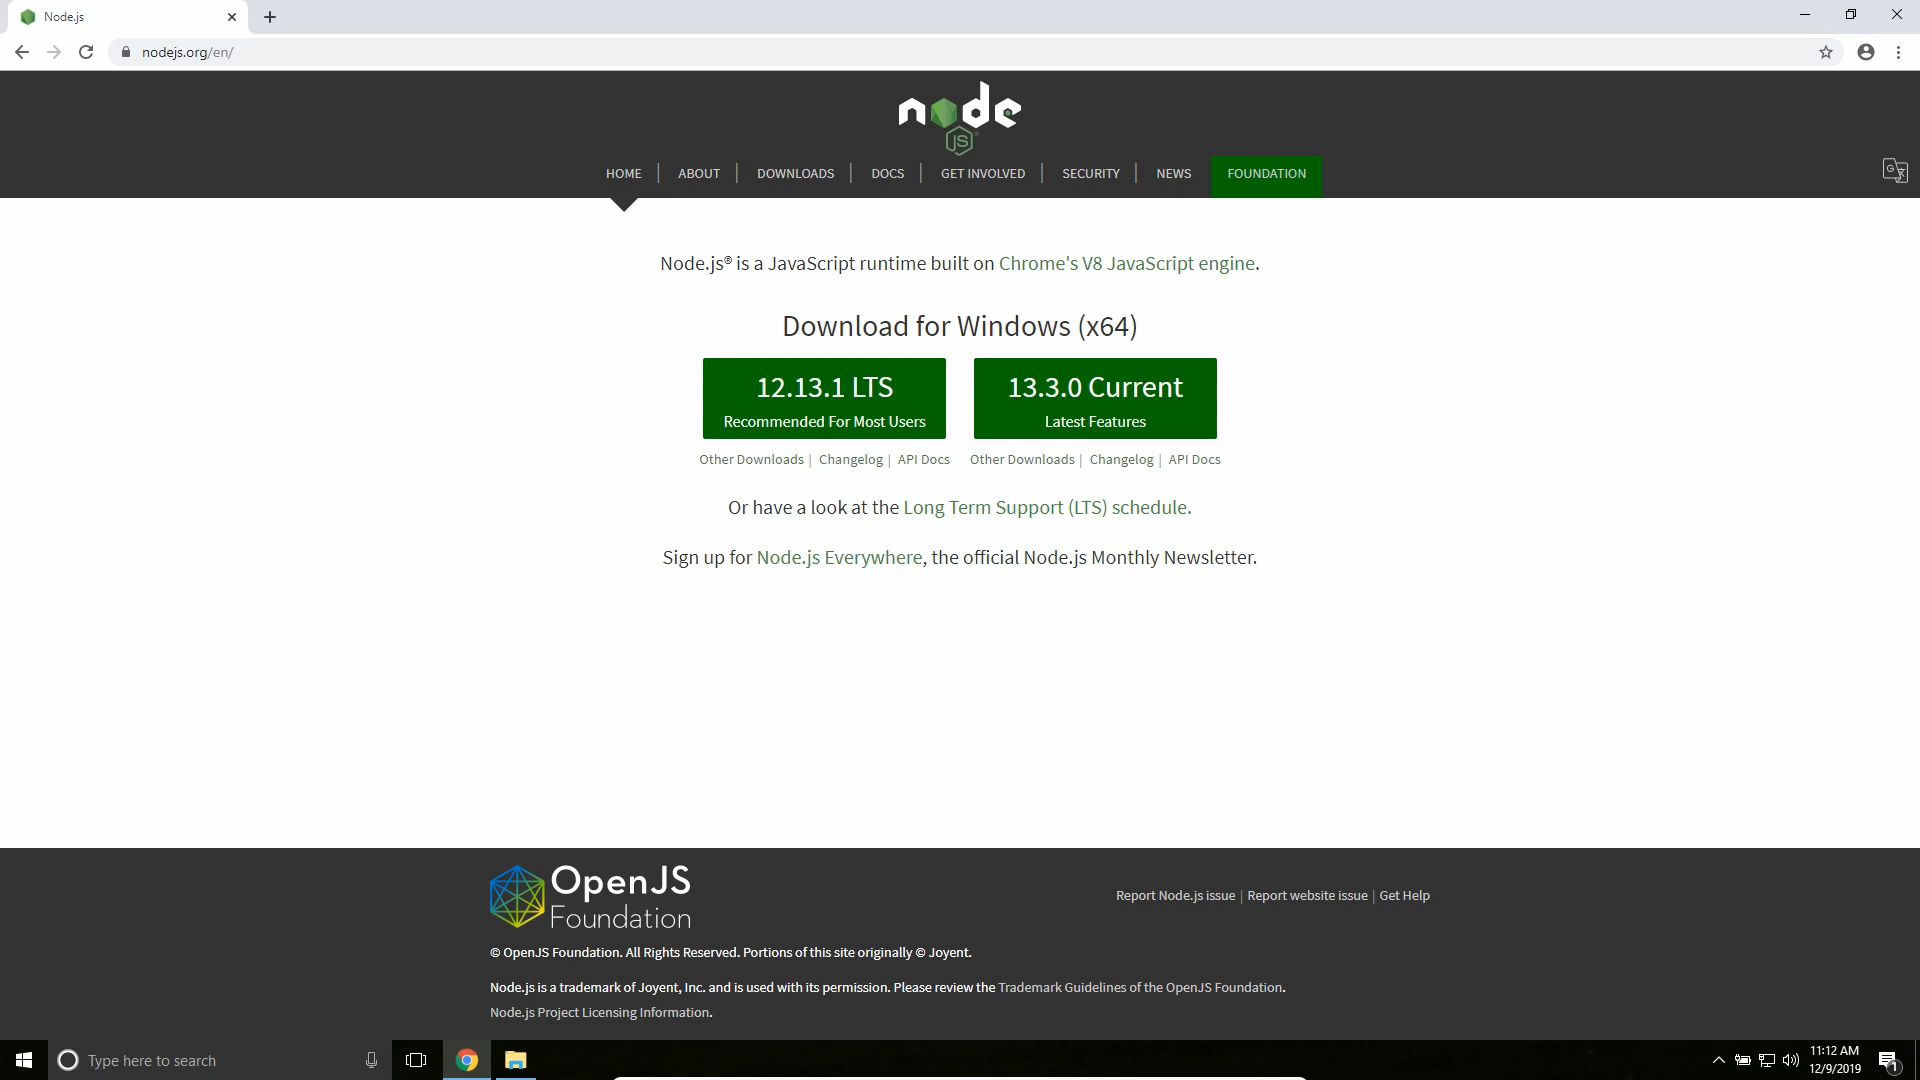 Node.js
nodejs.org/en/
node
JS
HOME | ABOUT | DOWNLOADS | DOCS | GET INVOLVED | SECURITY | NEWS FOUNDATION
Node.js® is a JavaScript runtime built on Chrome's V8 JavaScript engine.
Download for Windows (x64)
12.13.1 LTS
Recommended For Most Users
13.3.0 Current
Latest Features
Other Downloads | Changelog | API Docs
Other Downloads | Changelog | API Docs
Or have a look at the Long Term Support (LTS) schedule.
Sign up for Node.js Everywhere, the official Node.js Monthly Newsletter.
OpenJS
Foundation
Report Node.js issue | Report website issue | Get Help
© OpenJS Foundation. All Rights Reserved. Portions of this site originally © Joyent.
Node.js is a trademark of Joyent, Inc. and is used with its permission. Please review the Trademark Guidelines of the OpenJS Foundation.
Node.js Project Licensing Information.
Type here to search
11:12 AM
12/9/2019
1